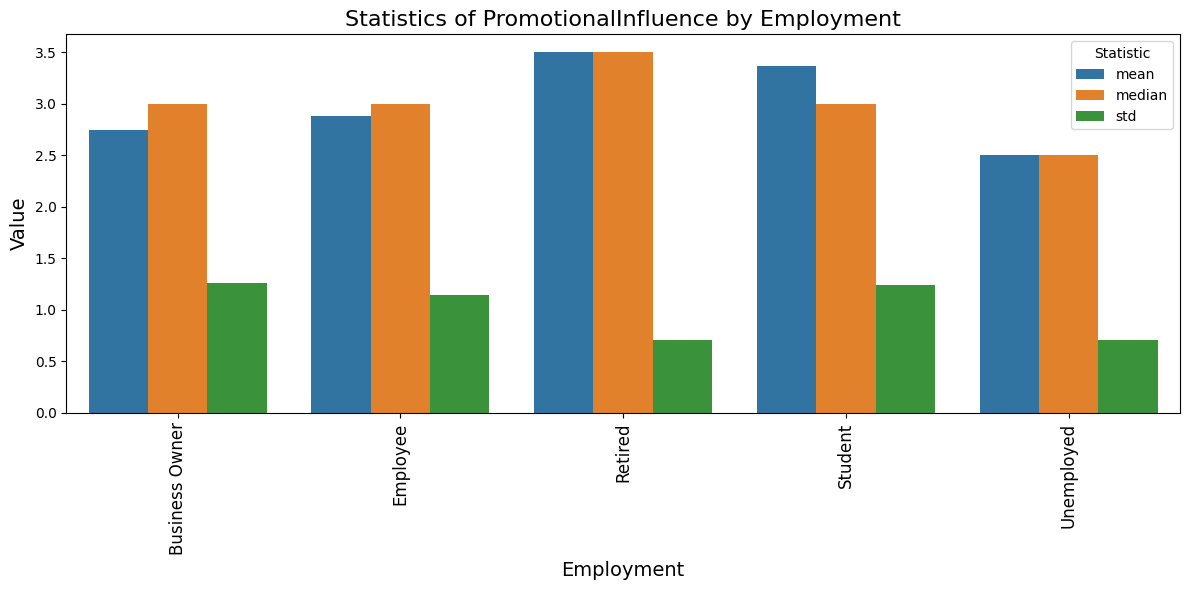 Statistics of PromotionalInfluence by Employment
Statistic
mean
median
std
Value
3.5
3.0
2.5
2.0
1.5
1.0
0.5
0.0
Business Owner
Employee
Retired
Student
Unemployed
Employment